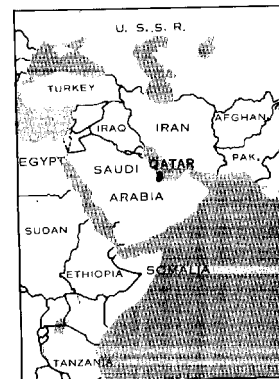 U. S. S. R.
TURKEY
IRAQ
IRAN
AFGHAN.
EGYPT
SAUDI
QATAR
PAK.
ARABIA
SUDAN
ETHIOPIA
SOMALIA
TANZANIA